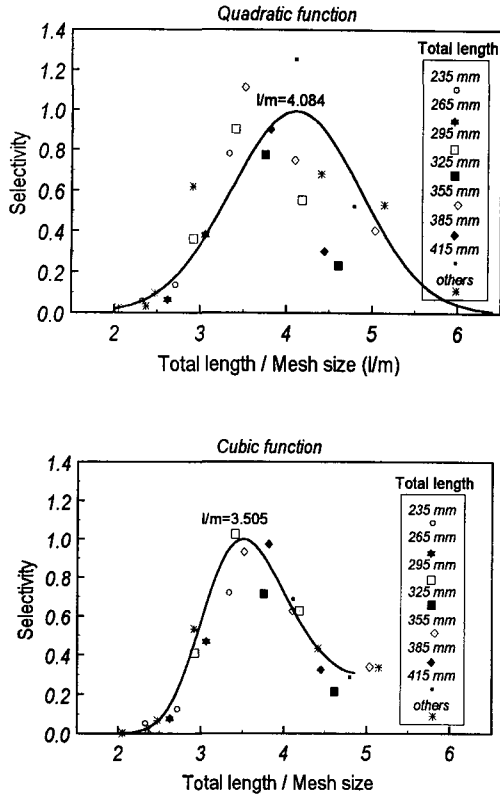 Quadratic function
1.4
1.2
1.0
0.8
0.6
0.4
0.2
0.0
Selectivity
l/m=4.084
Total length
235 mm
265 mm
295 mm
325 mm
355 mm
385 mm
415 mm
others
2 3 4 5 6
Total length / Mesh size (l/m)
Cubic function
1.4
1.2
1.0
0.8
0.6
0.4
0.2
0.0
Selectivity
l/m=3.505
Total length
235 mm
265 mm
295 mm
325 mm
355 mm
385 mm
415 mm
others
2 3 4 5 6
Total length / Mesh size